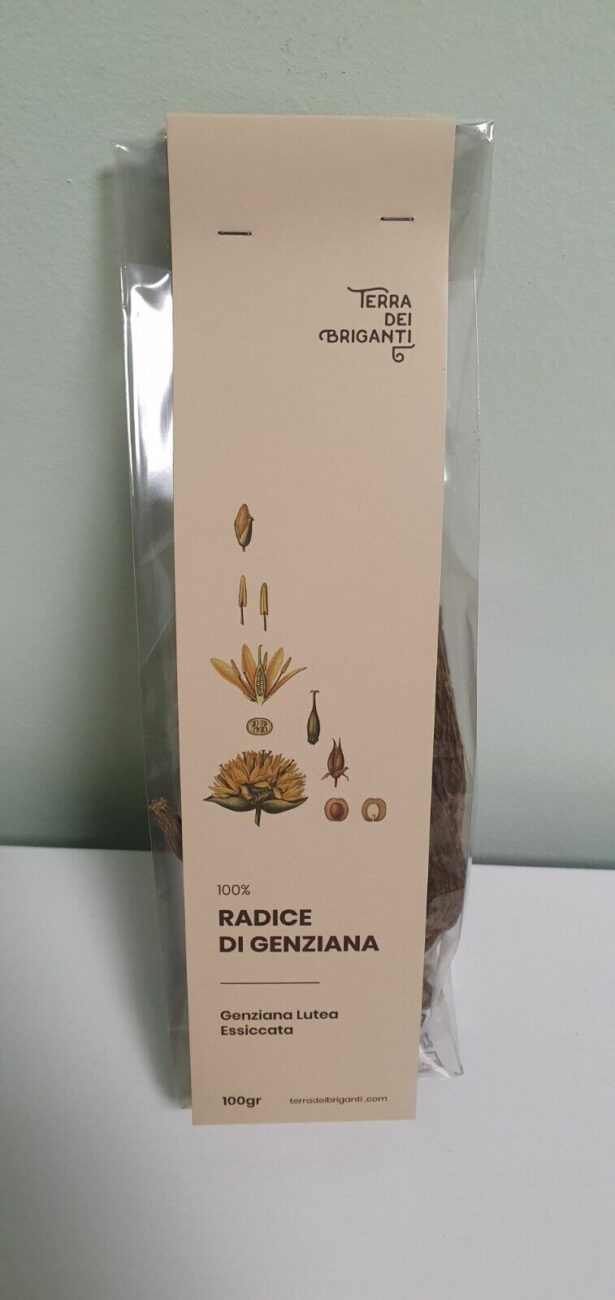 TERRA
DEI
BRIGANTI
100%
RADICE
DI GENZIANA
Genziana Lutea
Essiccata
100gr terradeibriganti.com